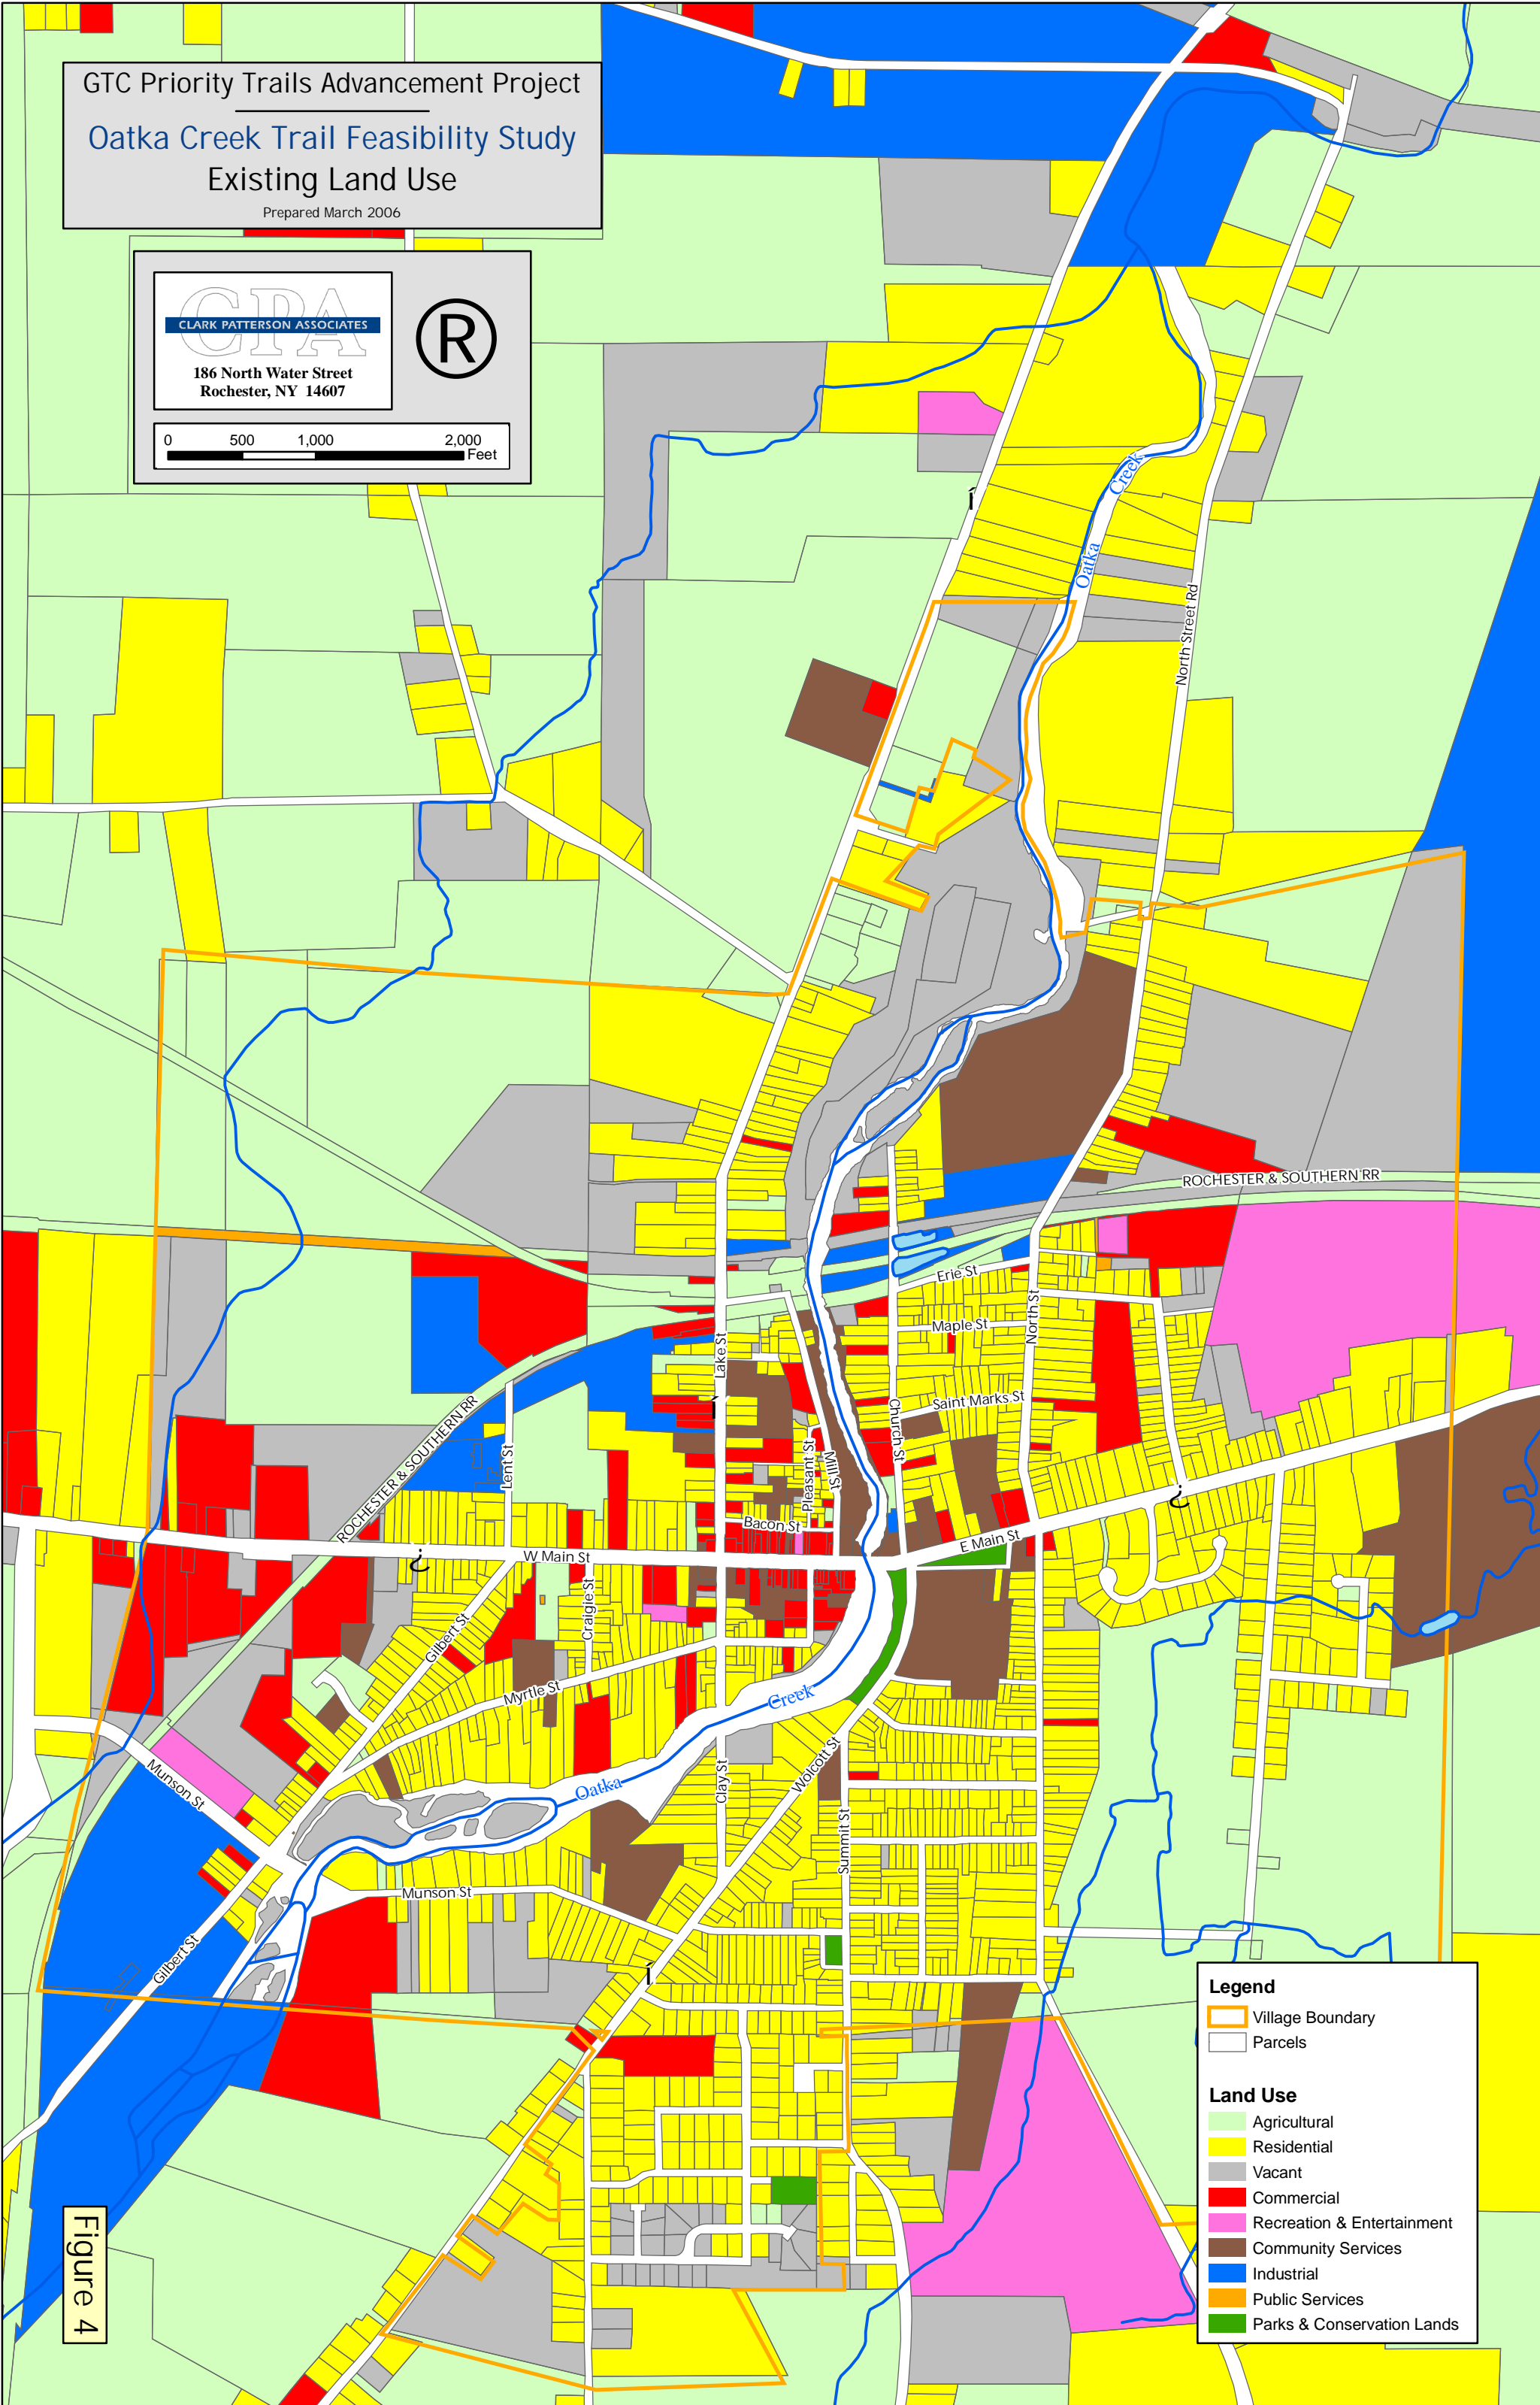 GTC Priority Trails Advancement Project
Oatka Creek Trail Feasibility Study
Existing Land Use
Prepared March 2006
CPA
CLARK PATTERSON ASSOCIATES
186 North Water Street
Rochester, NY 14607
®
0 500 1,000 2,000
Feet
Creek
Oatka
North Street Rd
ROCHESTER & SOUTHERN RR
Erie St
Maple St
North St
Lake St
Saint Marks St
Church St
ROCHESTER & SOUTHERN RR
Lent St
Pleasant St
Mill St
Bacon St
W Main St
E Main St
Craigie St
Gilbert St
Myrtle St
Creek
Oatka
Munson St
Clay St
Wolcott St
Summit St
Munson St
Gilbert St
Í
Í
Í
¿
¿
Legend
Village Boundary
Parcels
Land Use
Agricultural
Residential
Vacant
Commercial
Recreation & Entertainment
Community Services
Industrial
Public Services
Parks & Conservation Lands
Figure 4